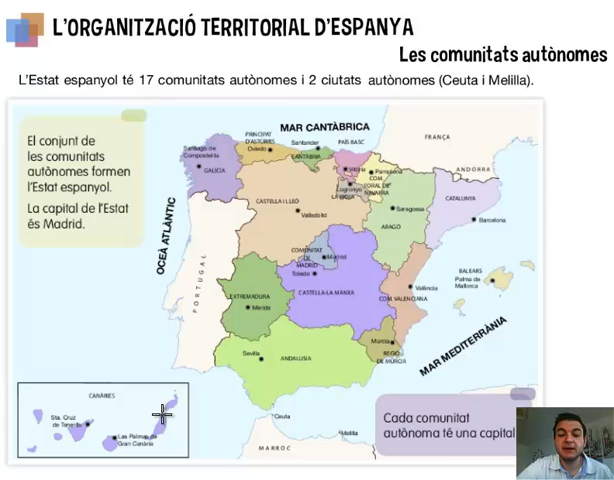 L'ORGANITZACIÓ TERRITORIAL D'ESPANYA
Les comunitats autònomes
L'Estat espanyol té 17 comunitats autònomes i 2 ciutats autònomes (Ceuta i Melilla).
El conjunt de
les comunitats
autònomes formen
l'Estat espanyol.
La capital de l'Estat
és Madrid.
MAR CANTÀBRICA
FRANÇA
ANDORRA
PRINCIPAT
D'ASTÚRIES
Oviedo
Santander
CANTÀBRIA
PAÍS BASC
Vitòria
Pamplona
COM.
FORAL DE
NAVARRA
Logronyo
LA RIOJA
Santiago de
Compostel·la
GALÍCIA
CASTELLA I LLEÓ
Valladolid
Saragossa
ARAGÓ
CATALUNYA
Barcelona
OCEÀ ATLÀNTIC
PORTUGAL
COMUNITAT
DE
MADRID
Madrid
Toledo
CASTELLA-LA MANXA
EXTREMADURA
Mèrida
València
COM. VALENCIANA
BALEARS
Palma de
Mallorca
MAR MEDITERRÀNIA
Múrcia
REGIÓ
DE MÚRCIA
Sevilla
ANDALUSIA
CANÀRIES
Sta. Cruz
de Tenerife
Las Palmas de
Gran Canària
Ceuta
Melilla
MARROC
Cada comunitat
autònoma té una capital